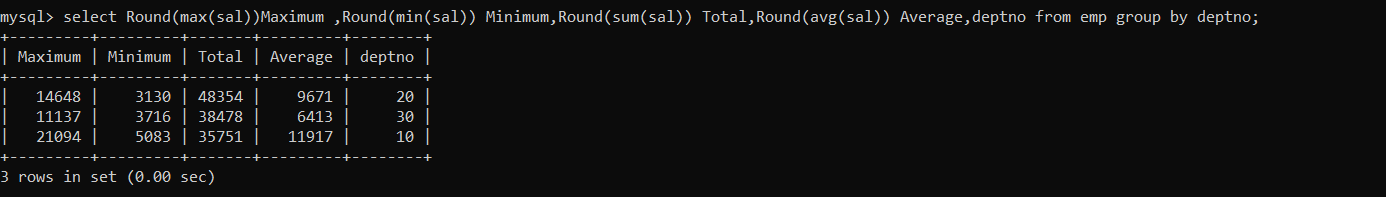 mysql> select Round(max(sal))Maximum ,Round(min(sal)) Minimum,Round(sum(sal)) Total,Round(avg(sal)) Average,deptno from emp group by deptno;
+---------+---------+-------+---------+--------+
| Maximum | Minimum | Total | Average | deptno |
+---------+---------+-------+---------+--------+
|   14648 |    3130 | 48354 |    9671 |     20 |
|   11137 |    3716 | 38478 |    6413 |     30 |
|   21094 |    5083 | 35751 |   11917 |     10 |
+---------+---------+-------+---------+--------+
3 rows in set (0.00 sec)